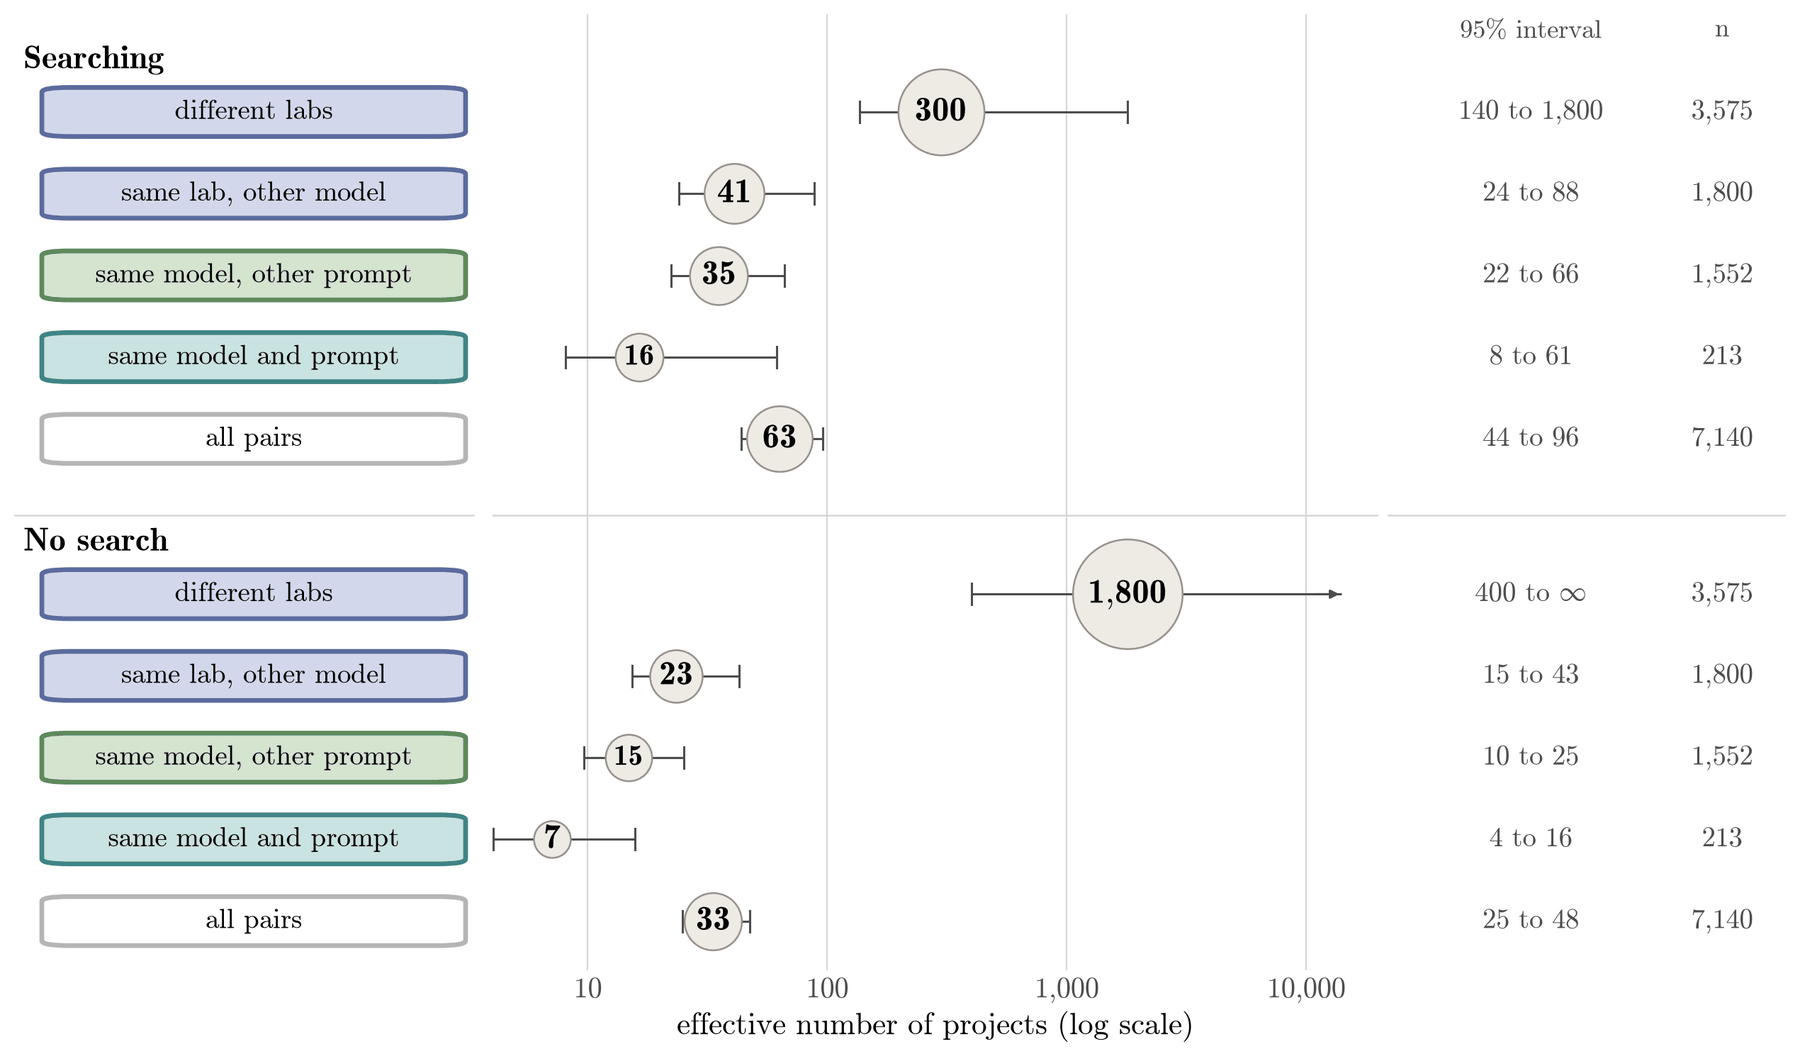 95% interval n
Searching
different labs 300 140 to 1,800 3,575
same lab, other model 41 24 to 88 1,800
same model, other prompt 35 22 to 66 1,552
same model and prompt 16 8 to 61 213
all pairs 63 44 to 96 7,140
No search
different labs 1,800 400 to ∞ 3,575
same lab, other model 23 15 to 43 1,800
same model, other prompt 15 10 to 25 1,552
same model and prompt 7 4 to 16 213
all pairs 33 25 to 48 7,140
10 100 1,000 10,000
effective number of projects (log scale)